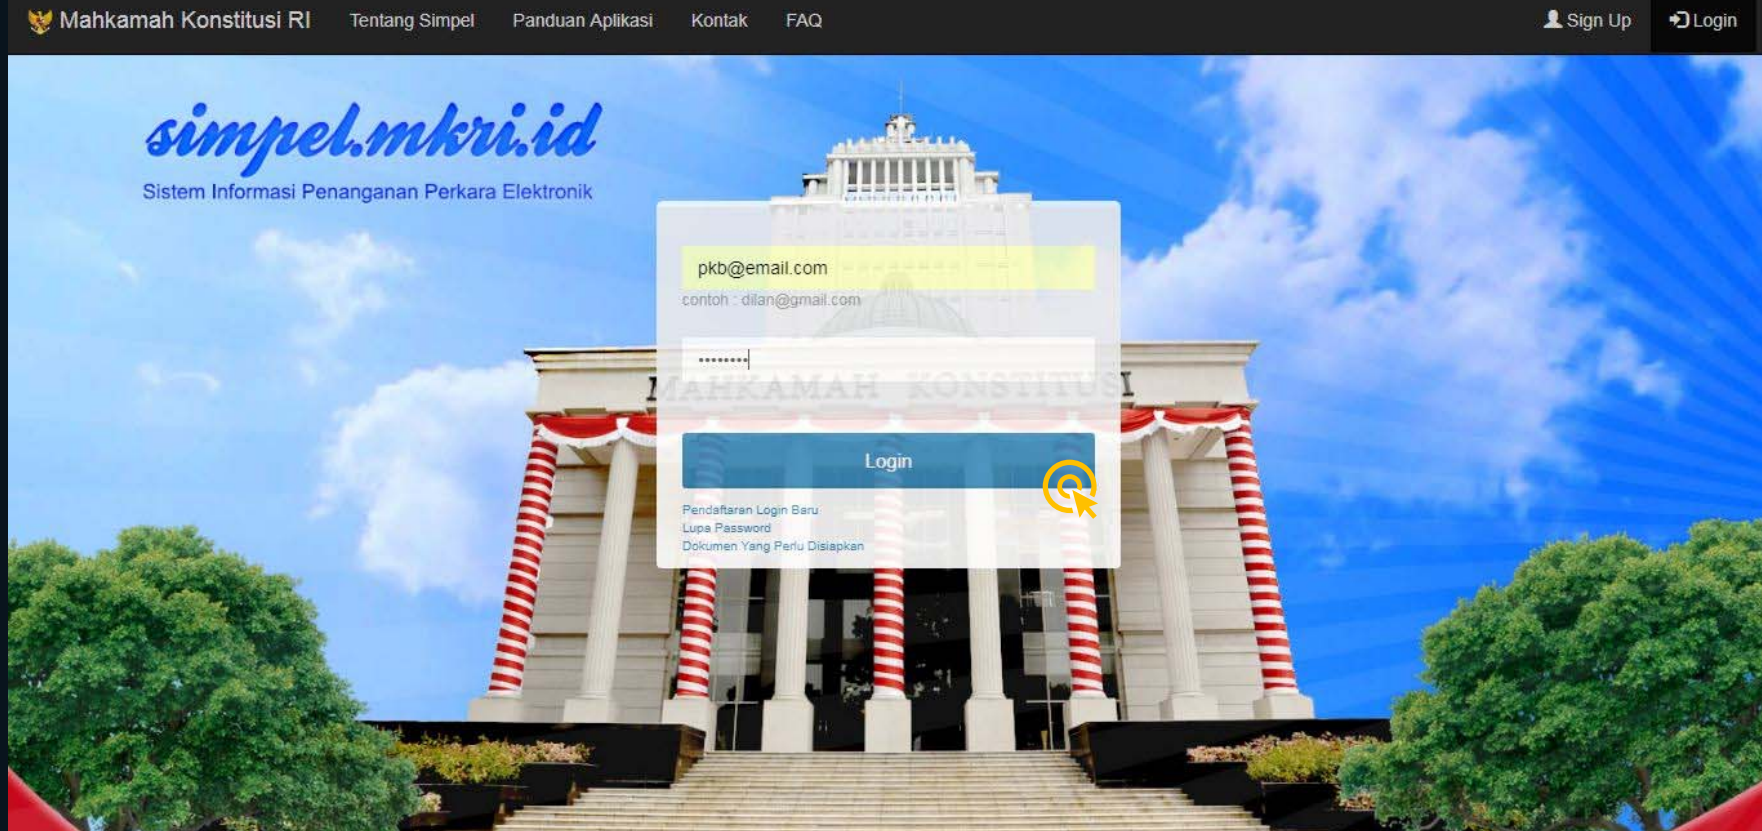 Mahkamah Konstitusi RI Tentang Simpel Panduan Aplikasi Kontak FAQ Sign Up Login
simpel.mkri.id
Sistem Informasi Penanganan Perkara Elektronik
pkb@email.com
contoh : dilan@gmail.com
••••••••
MAHKAMAH KONSTITUSI
Login
Pendaftaran Login Baru
Lupa Password
Dokumen Yang Perlu Disiapkan